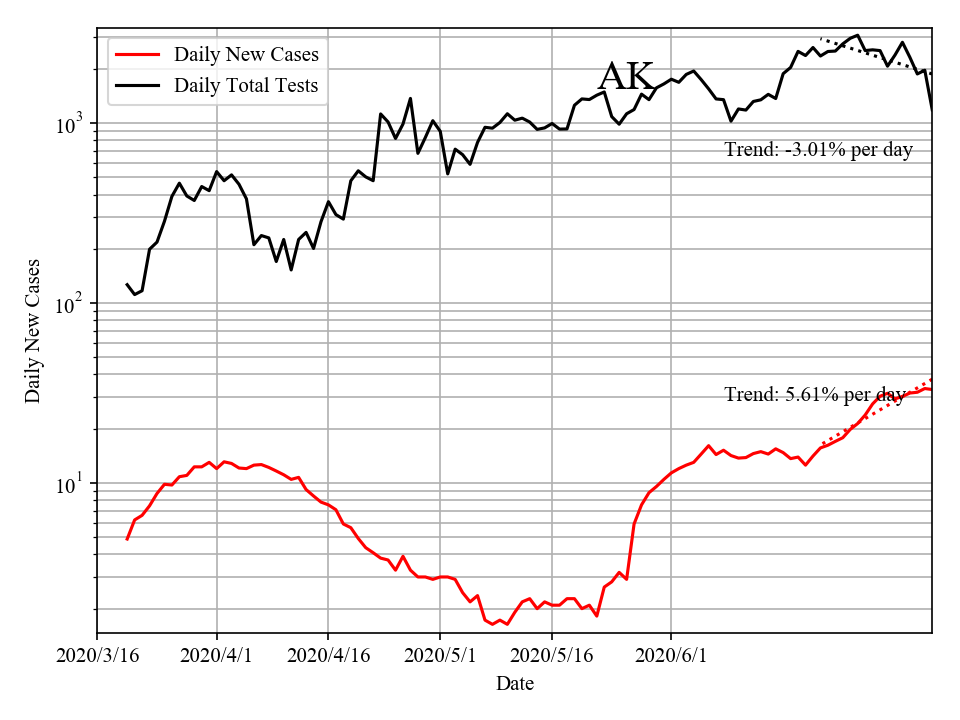 Daily New Cases
Daily Total Tests
AK
Trend: -3.01% per day
Trend: 5.61% per day
10^3
10^2
10^1
Daily New Cases
2020/3/16 2020/4/1 2020/4/16 2020/5/1 2020/5/16 2020/6/1
Date